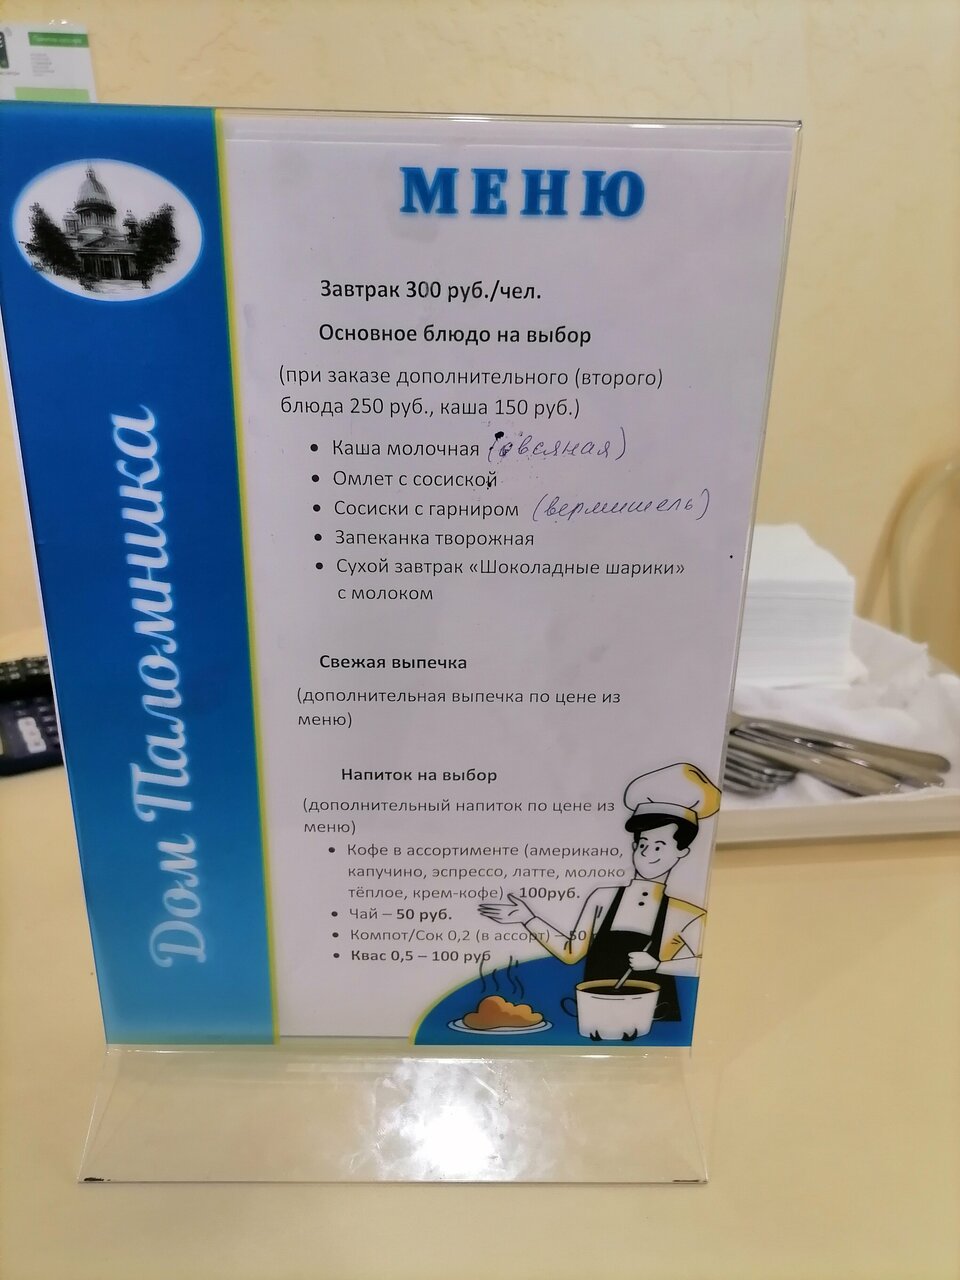 МЕНЮ
Завтрак 300 руб./чел.
Основное блюдо на выбор
(при заказе дополнительного (второго)
блюда 250 руб., каша 150 руб.)
• Каша молочная (овсяная)
• Омлет с сосиской
• Сосиски с гарниром (вермишель)
• Запеканка творожная
• Сухой завтрак «Шоколадные шарики»
с молоком
Свежая выпечка
(дополнительная выпечка по цене из
меню)
Напиток на выбор
(дополнительный напиток по цене из
меню)
• Кофе в ассортименте (американо,
капучино, эспрессо, латте, молоко
тёплое, крем-кофе) 100руб.
• Чай – 50 руб.
• Компот/Сок 0,2 (в ассорт) – 50
• Квас 0,5 – 100 руб
Дом Паломника